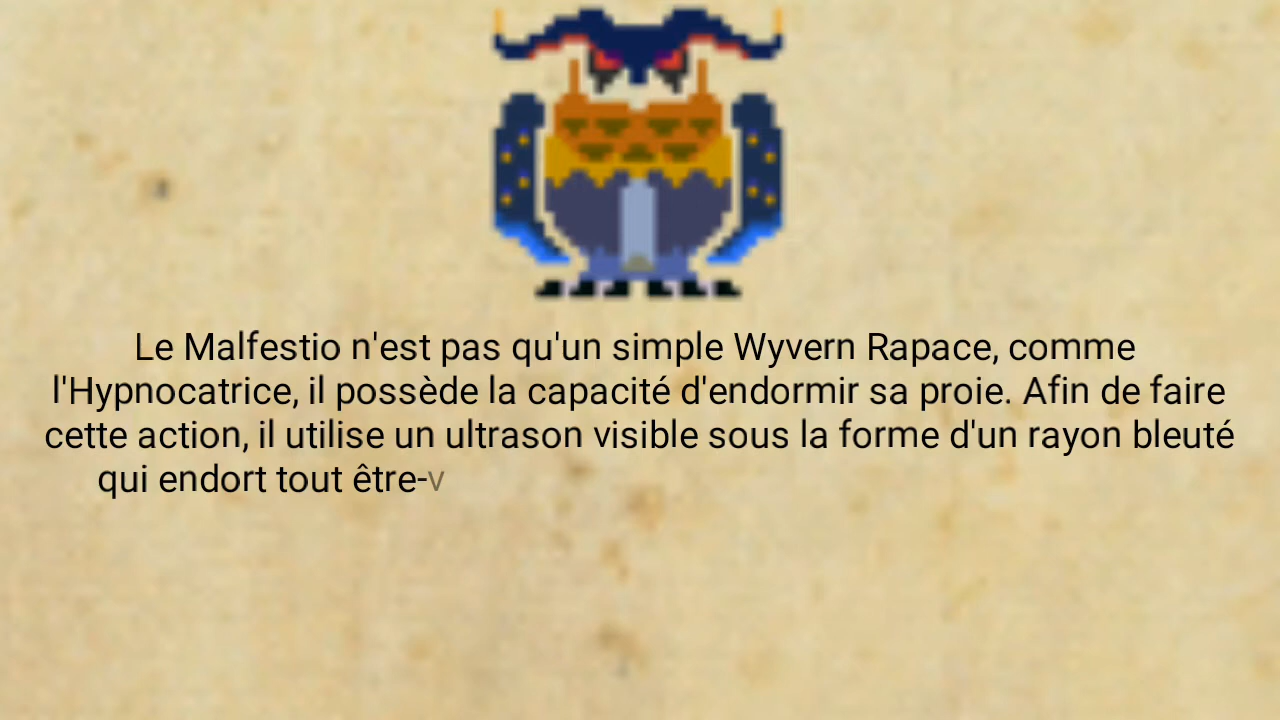 Le Malfestio n'est pas qu'un simple Wyvern Rapace, comme
l'Hypnocatrice, il possède la capacité d'endormir sa proie. Afin de faire
cette action, il utilise un ultrason visible sous la forme d'un rayon bleuté
qui endort tout être-v